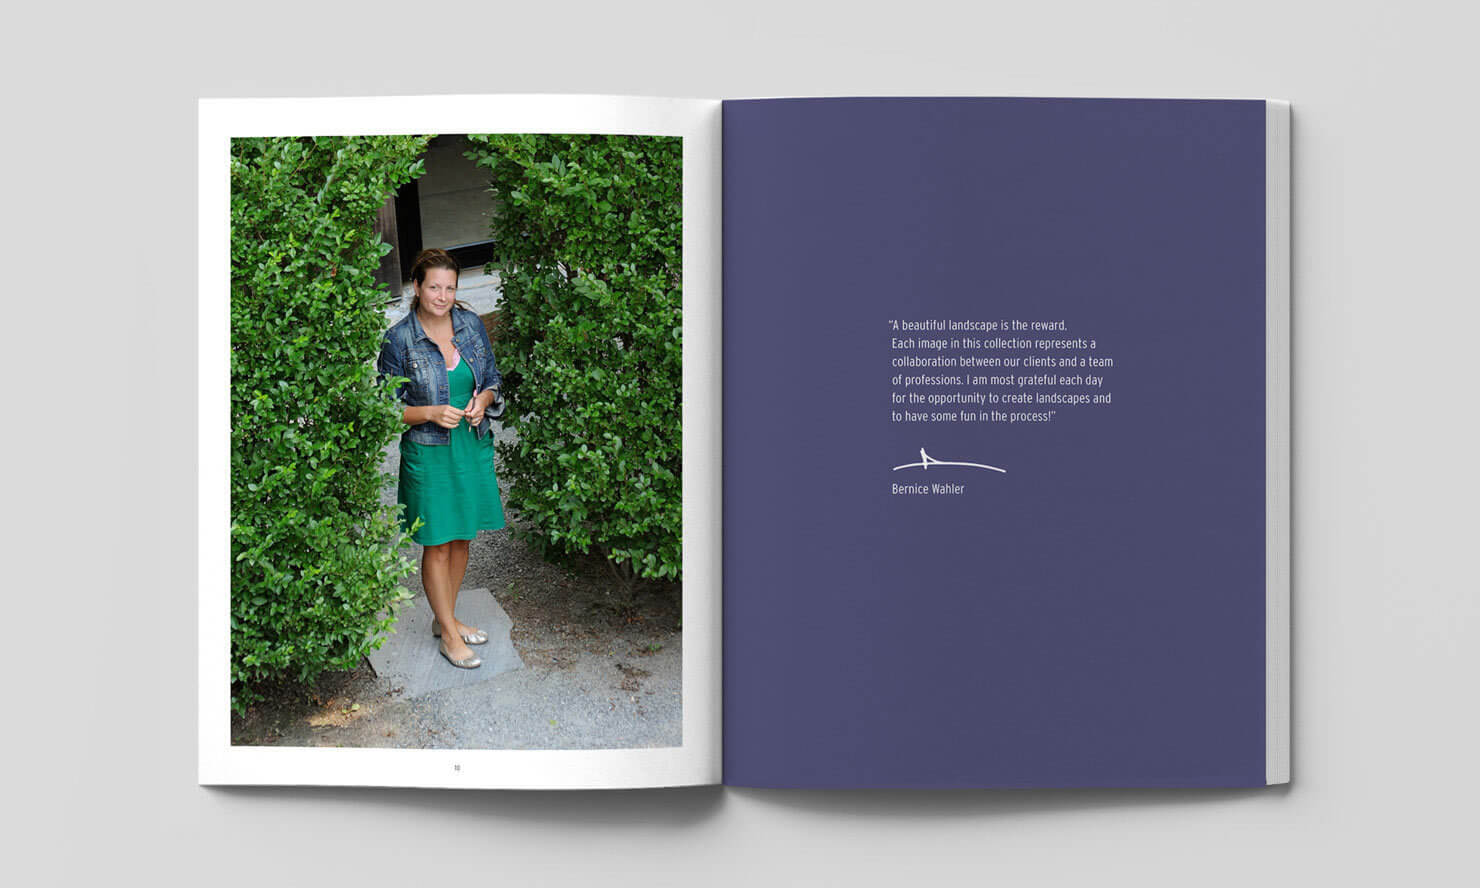 10
“A beautiful landscape is the reward.
Each image in this collection represents a
collaboration between our clients and a team
of professions. I am most grateful each day
for the opportunity to create landscapes and
to have some fun in the process!”
Bernice Wahler